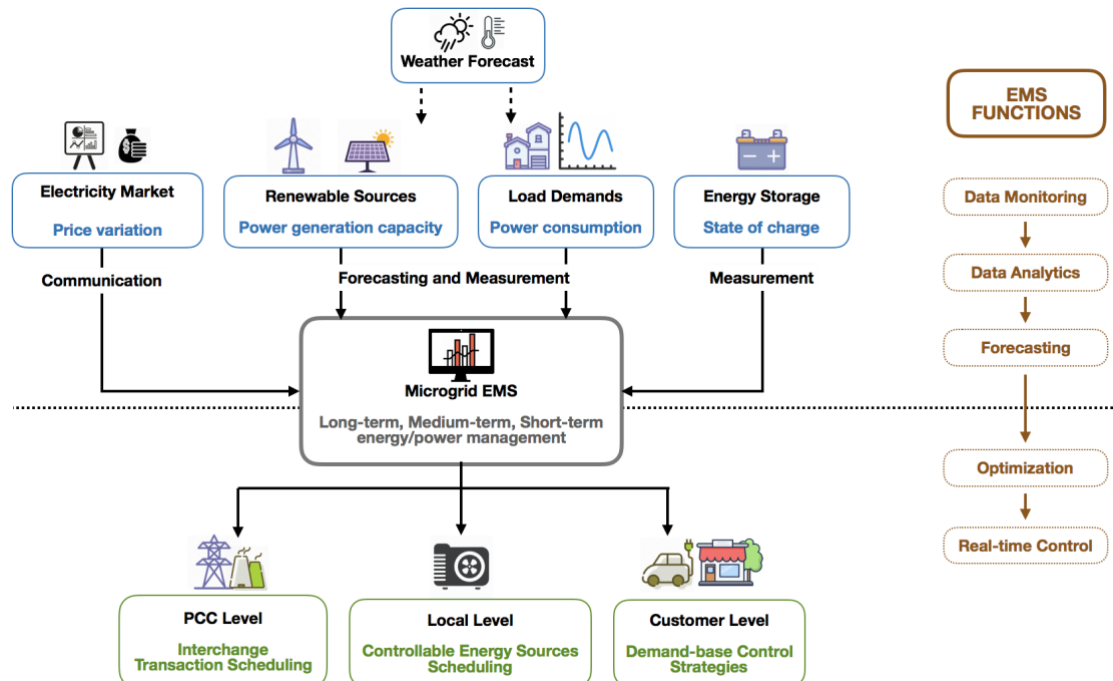 Weather Forecast
EMS
FUNCTIONS
Electricity Market
Price variation
Renewable Sources
Power generation capacity
Load Demands
Power consumption
Energy Storage
State of charge
Data Monitoring
Communication
Forecasting and Measurement
Measurement
Data Analytics
Forecasting
Microgrid EMS
Long-term, Medium-term, Short-term
energy/power management
Optimization
Real-time Control
PCC Level
Interchange
Transaction Scheduling
Local Level
Controllable Energy Sources
Scheduling
Customer Level
Demand-base Control
Strategies